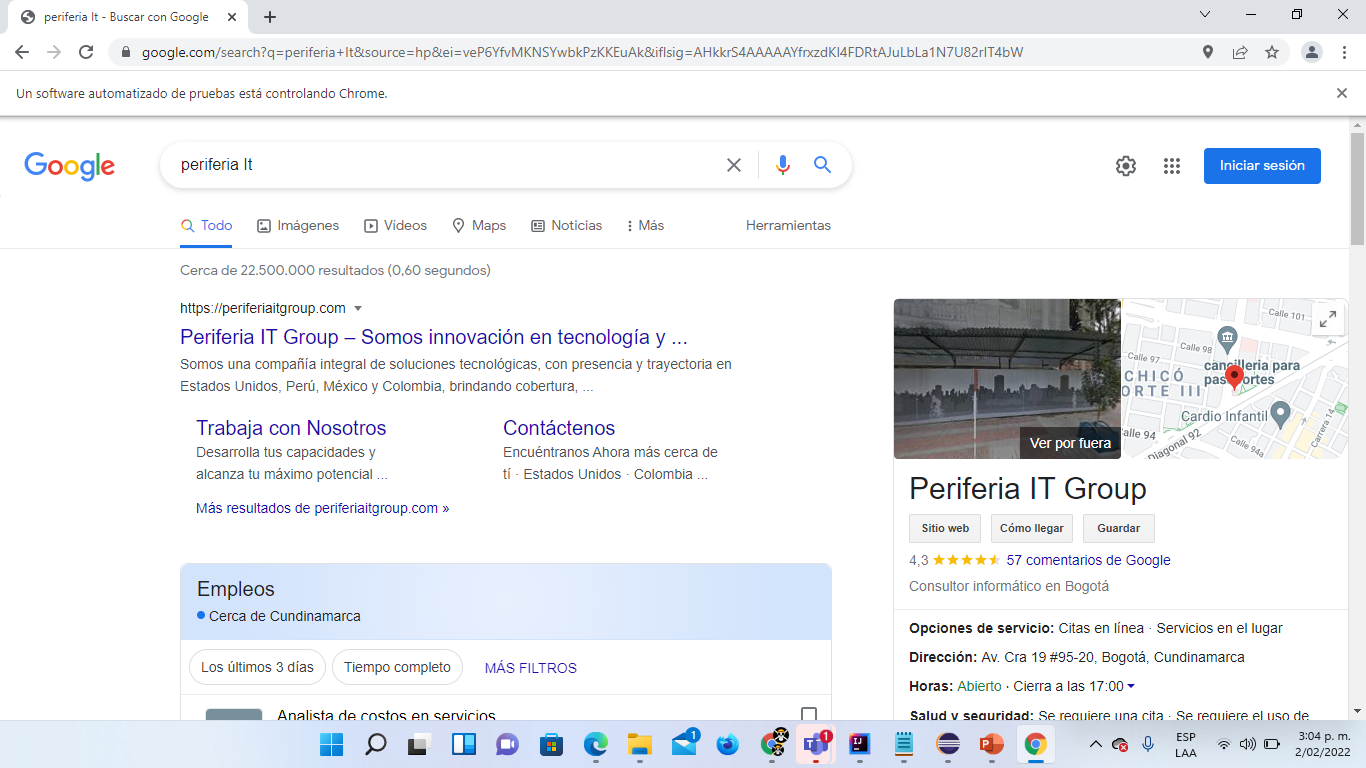 periferia It - Buscar con Google
google.com/search?q=periferia+It&source=hp&ei=veP6YfvMKNSYwbkPzKKEuAk&iflsig=AHkkrS4AAAAAYfrxzdKl4FDRtAJuLbLa1N7U82rIT4bW
Un software automatizado de pruebas está controlando Chrome.
Google
periferia It
Iniciar sesión
Todo
Imágenes
Videos
Maps
Noticias
Más
Herramientas
Cerca de 22.500.000 resultados (0,60 segundos)
https://periferiaitgroup.com
Periferia IT Group – Somos innovación en tecnología y ...
Somos una compañía integral de soluciones tecnológicas, con presencia y trayectoria en
Estados Unidos, Perú, México y Colombia, brindando cobertura, ...
Trabaja con Nosotros
Desarrolla tus capacidades y
alcanza tu máximo potencial ...
Contáctenos
Encuéntranos Ahora más cerca de
tí · Estados Unidos · Colombia ...
Más resultados de periferiaitgroup.com »
Empleos
Cerca de Cundinamarca
Los últimos 3 días
Tiempo completo
MÁS FILTROS
Analista de costos en servicios
Ver por fuera
Calle 101
Calle 98
Calle 97
cancilleria para
pasaportes
CHICÓ
ORTE III
Cardio Infantil
alle 94
Diagonal 92
Calle 94a
Carrera 14
Periferia IT Group
Sitio web
Cómo llegar
Guardar
4,3
57 comentarios de Google
Consultor informático en Bogotá
Opciones de servicio: Citas en línea · Servicios en el lugar
Dirección: Av. Cra 19 #95-20, Bogotá, Cundinamarca
Horas: Abierto · Cierra a las 17:00
Salud y seguridad: Se requiere una cita · Se requiere el uso de
1
1
ESP
LAA
3:04 p. m.
2/02/2022